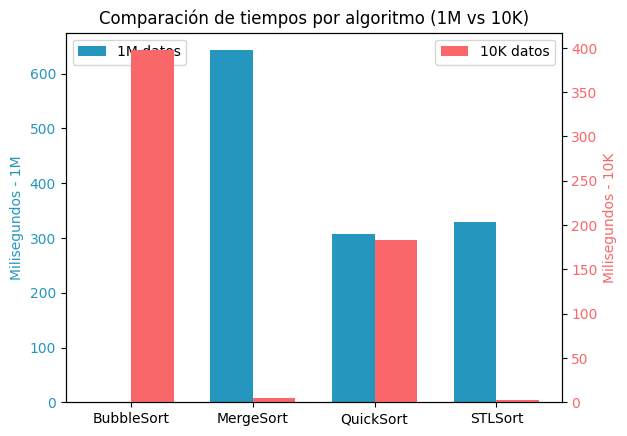 Comparación de tiempos por algoritmo (1M vs 10K)
1M datos
10K datos
Milisegundos - 1M
600
500
400
300
200
100
0
400
350
300
250
200
150
100
50
0
Milisegundos - 10K
BubbleSort MergeSort QuickSort STLSort